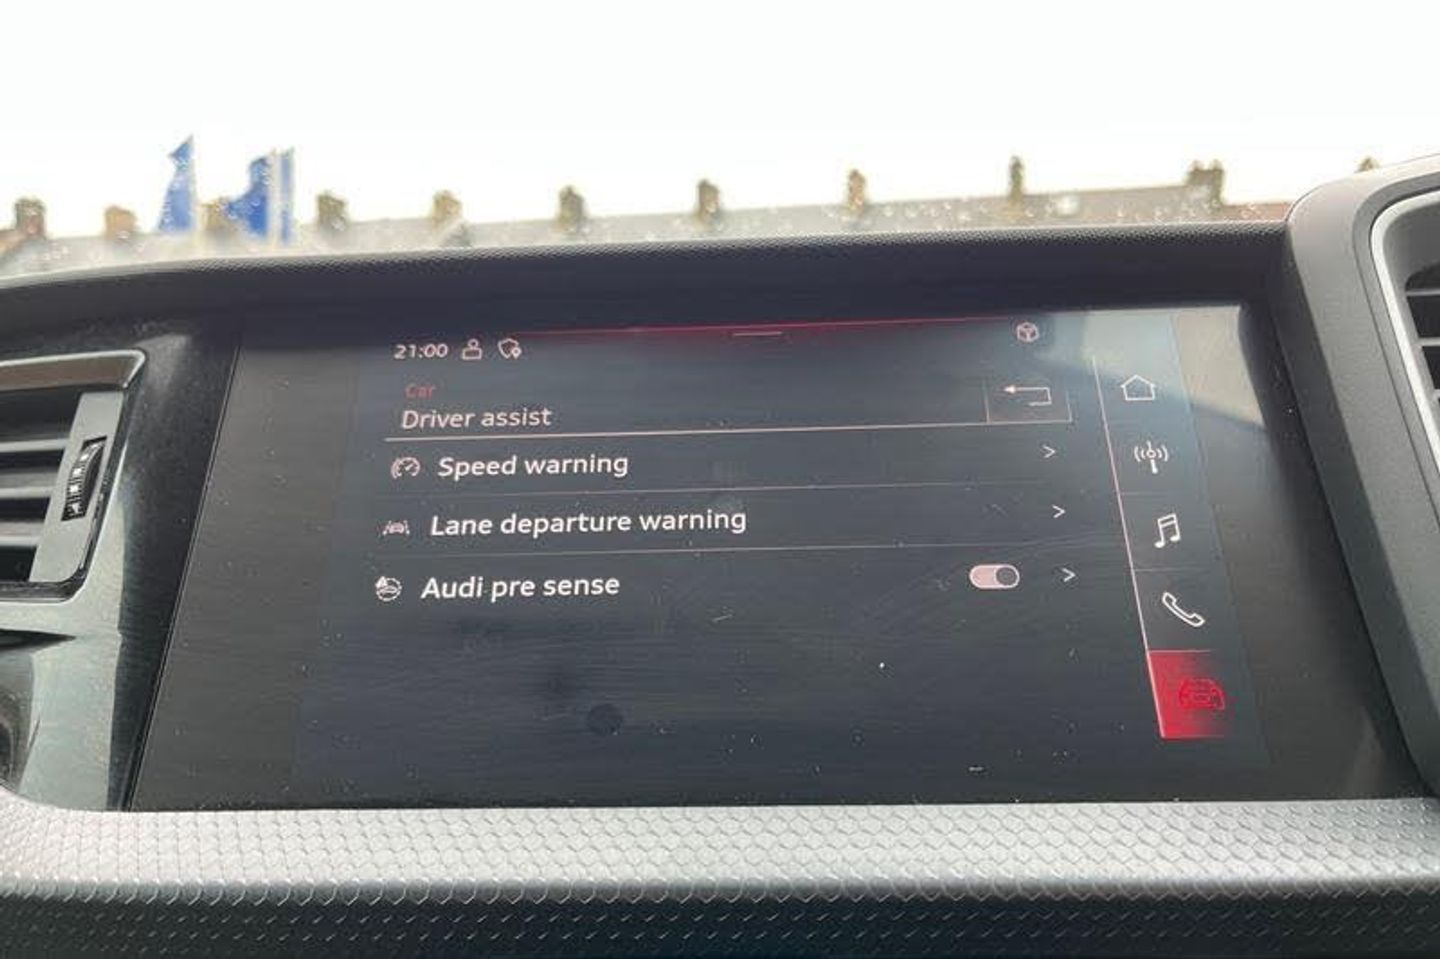 21:00
Car
Driver assist
Speed warning
Lane departure warning
Audi pre sense